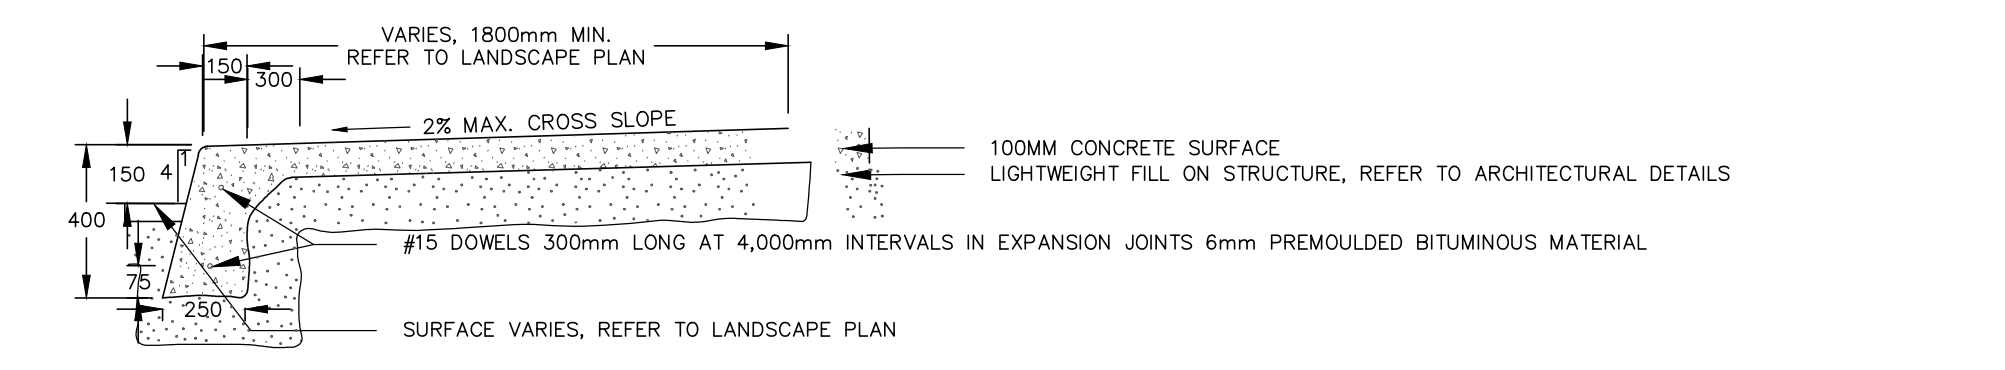 VARIES, 1800mm MIN.
REFER TO LANDSCAPE PLAN
150
300
2% MAX. CROSS SLOPE
1
4
150
100MM CONCRETE SURFACE
LIGHTWEIGHT FILL ON STRUCTURE, REFER TO ARCHITECTURAL DETAILS
400
#15 DOWELS 300mm LONG AT 4,000mm INTERVALS IN EXPANSION JOINTS 6mm PREMOULDED BITUMINOUS MATERIAL
75
250
SURFACE VARIES, REFER TO LANDSCAPE PLAN